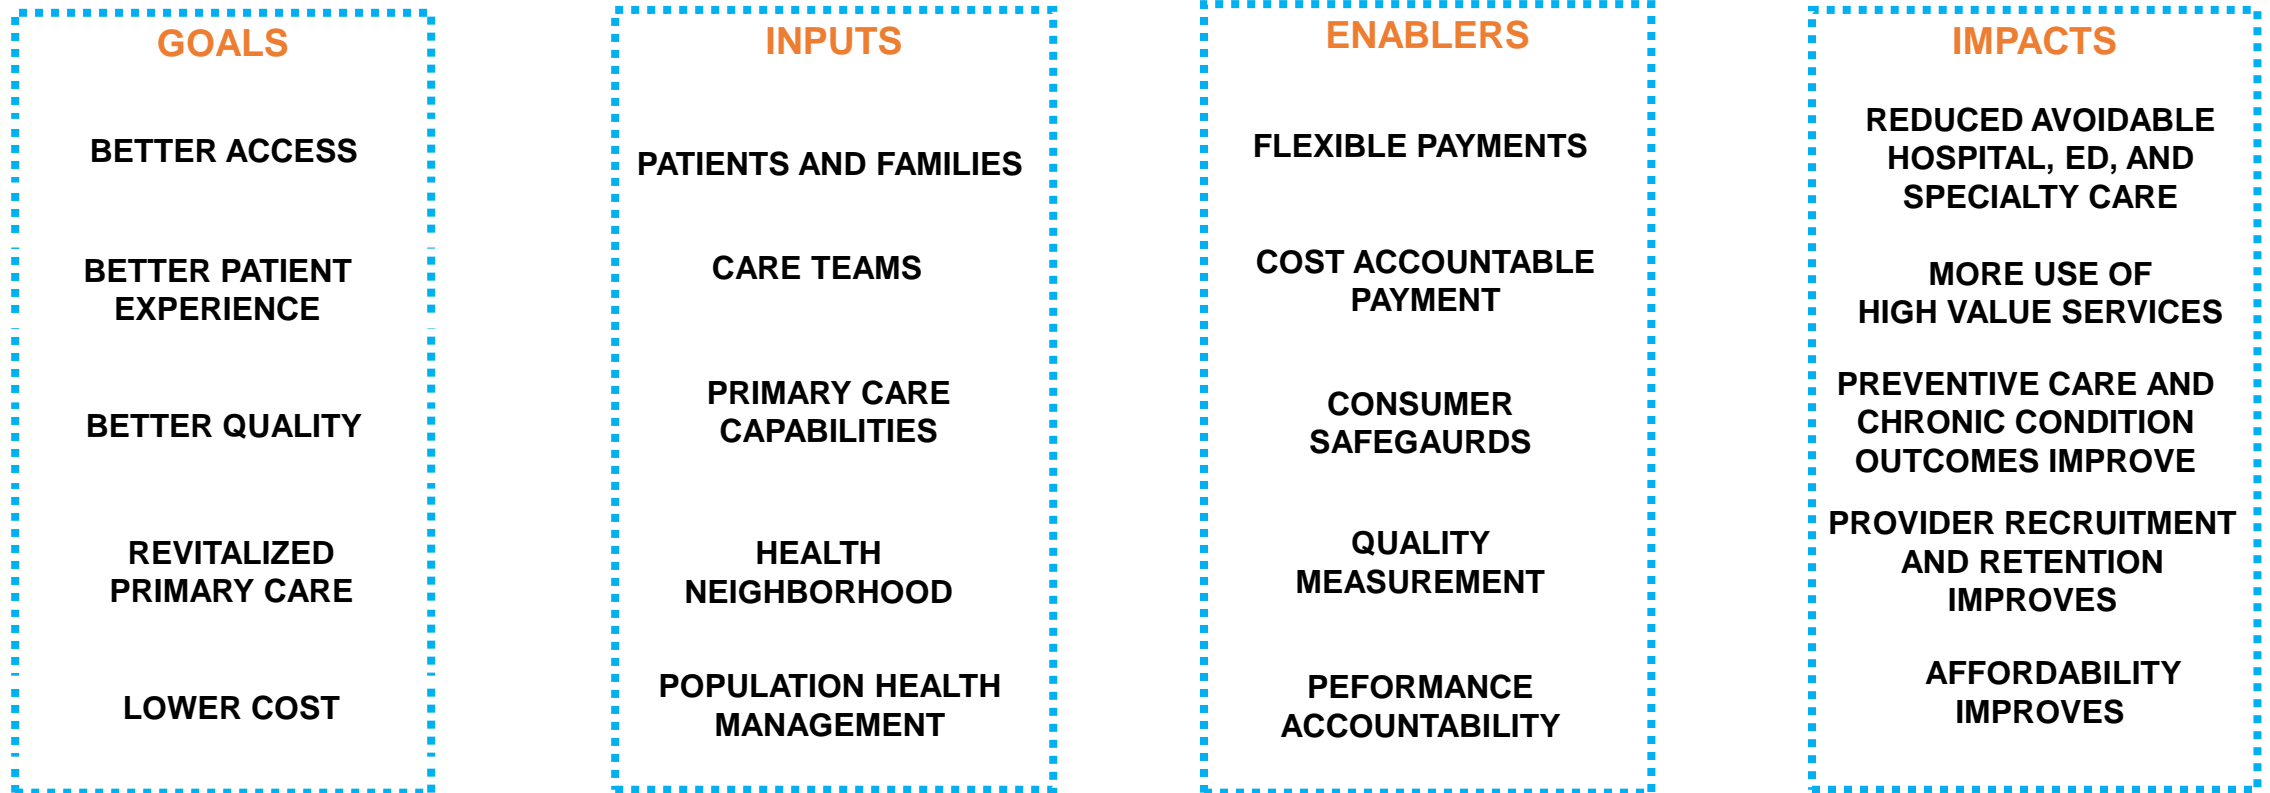 GOALS
BETTER ACCESS
BETTER PATIENT
EXPERIENCE
BETTER QUALITY
REVITALIZED
PRIMARY CARE
LOWER COST
INPUTS
PATIENTS AND FAMILIES
CARE TEAMS
PRIMARY CARE
CAPABILITIES
HEALTH
NEIGHBORHOOD
POPULATION HEALTH
MANAGEMENT
ENABLERS
FLEXIBLE PAYMENTS
COST ACCOUNTABLE
PAYMENT
CONSUMER
SAFEGAURDS
QUALITY
MEASUREMENT
PEFORMANCE
ACCOUNTABILITY
IMPACTS
REDUCED AVOIDABLE
HOSPITAL, ED, AND
SPECIALTY CARE
MORE USE OF
HIGH VALUE SERVICES
PREVENTIVE CARE AND
CHRONIC CONDITION
OUTCOMES IMPROVE
PROVIDER RECRUITMENT
AND RETENTION
IMPROVES
AFFORDABILITY
IMPROVES